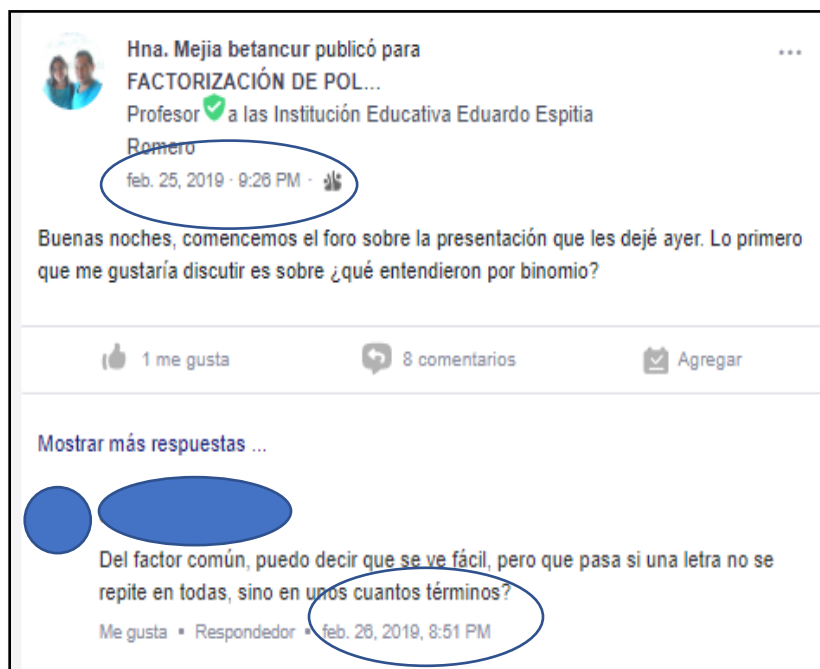 Hna. Mejia betancur publicó para
FACTORIZACIÓN DE POL...
Profesor a las Institución Educativa Eduardo Espitia
Romero
feb. 25, 2019 · 9:26 PM ·
Buenas noches, comencemos el foro sobre la presentación que les dejé ayer. Lo primero
que me gustaría discutir es sobre ¿qué entendieron por binomio?
1 me gusta 8 comentarios Agregar
Mostrar más respuestas ...
Del factor común, puedo decir que se ve fácil, pero que pasa si una letra no se
repite en todas, sino en unos cuantos términos?
Me gusta ▪ Respondedor ▪ feb. 26, 2019, 8:51 PM